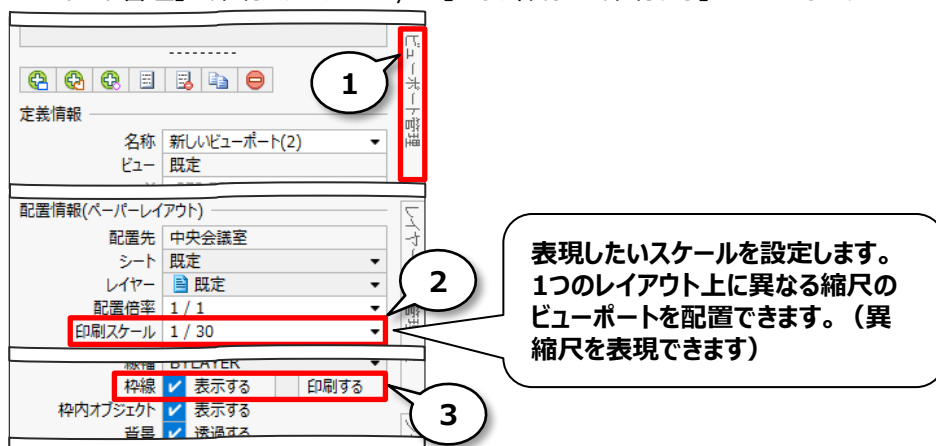 ビューポート管理
1
定義情報
名称 新しいビューポート(2)
ビュー 既定
配置情報(ペーパーレイアウト)
配置先 中央会議室
シート 既定
レイヤー 既定
配置倍率 1 / 1
印刷スケール 1 / 30
2
表現したいスケールを設定します。
1つのレイアウト上に異なる縮尺の
ビューポートを配置できます。（異
縮尺を表現できます）
線幅 BYLAYER
枠線 表示する 印刷する
枠内オブジェクト 表示する
背景 透過する
3